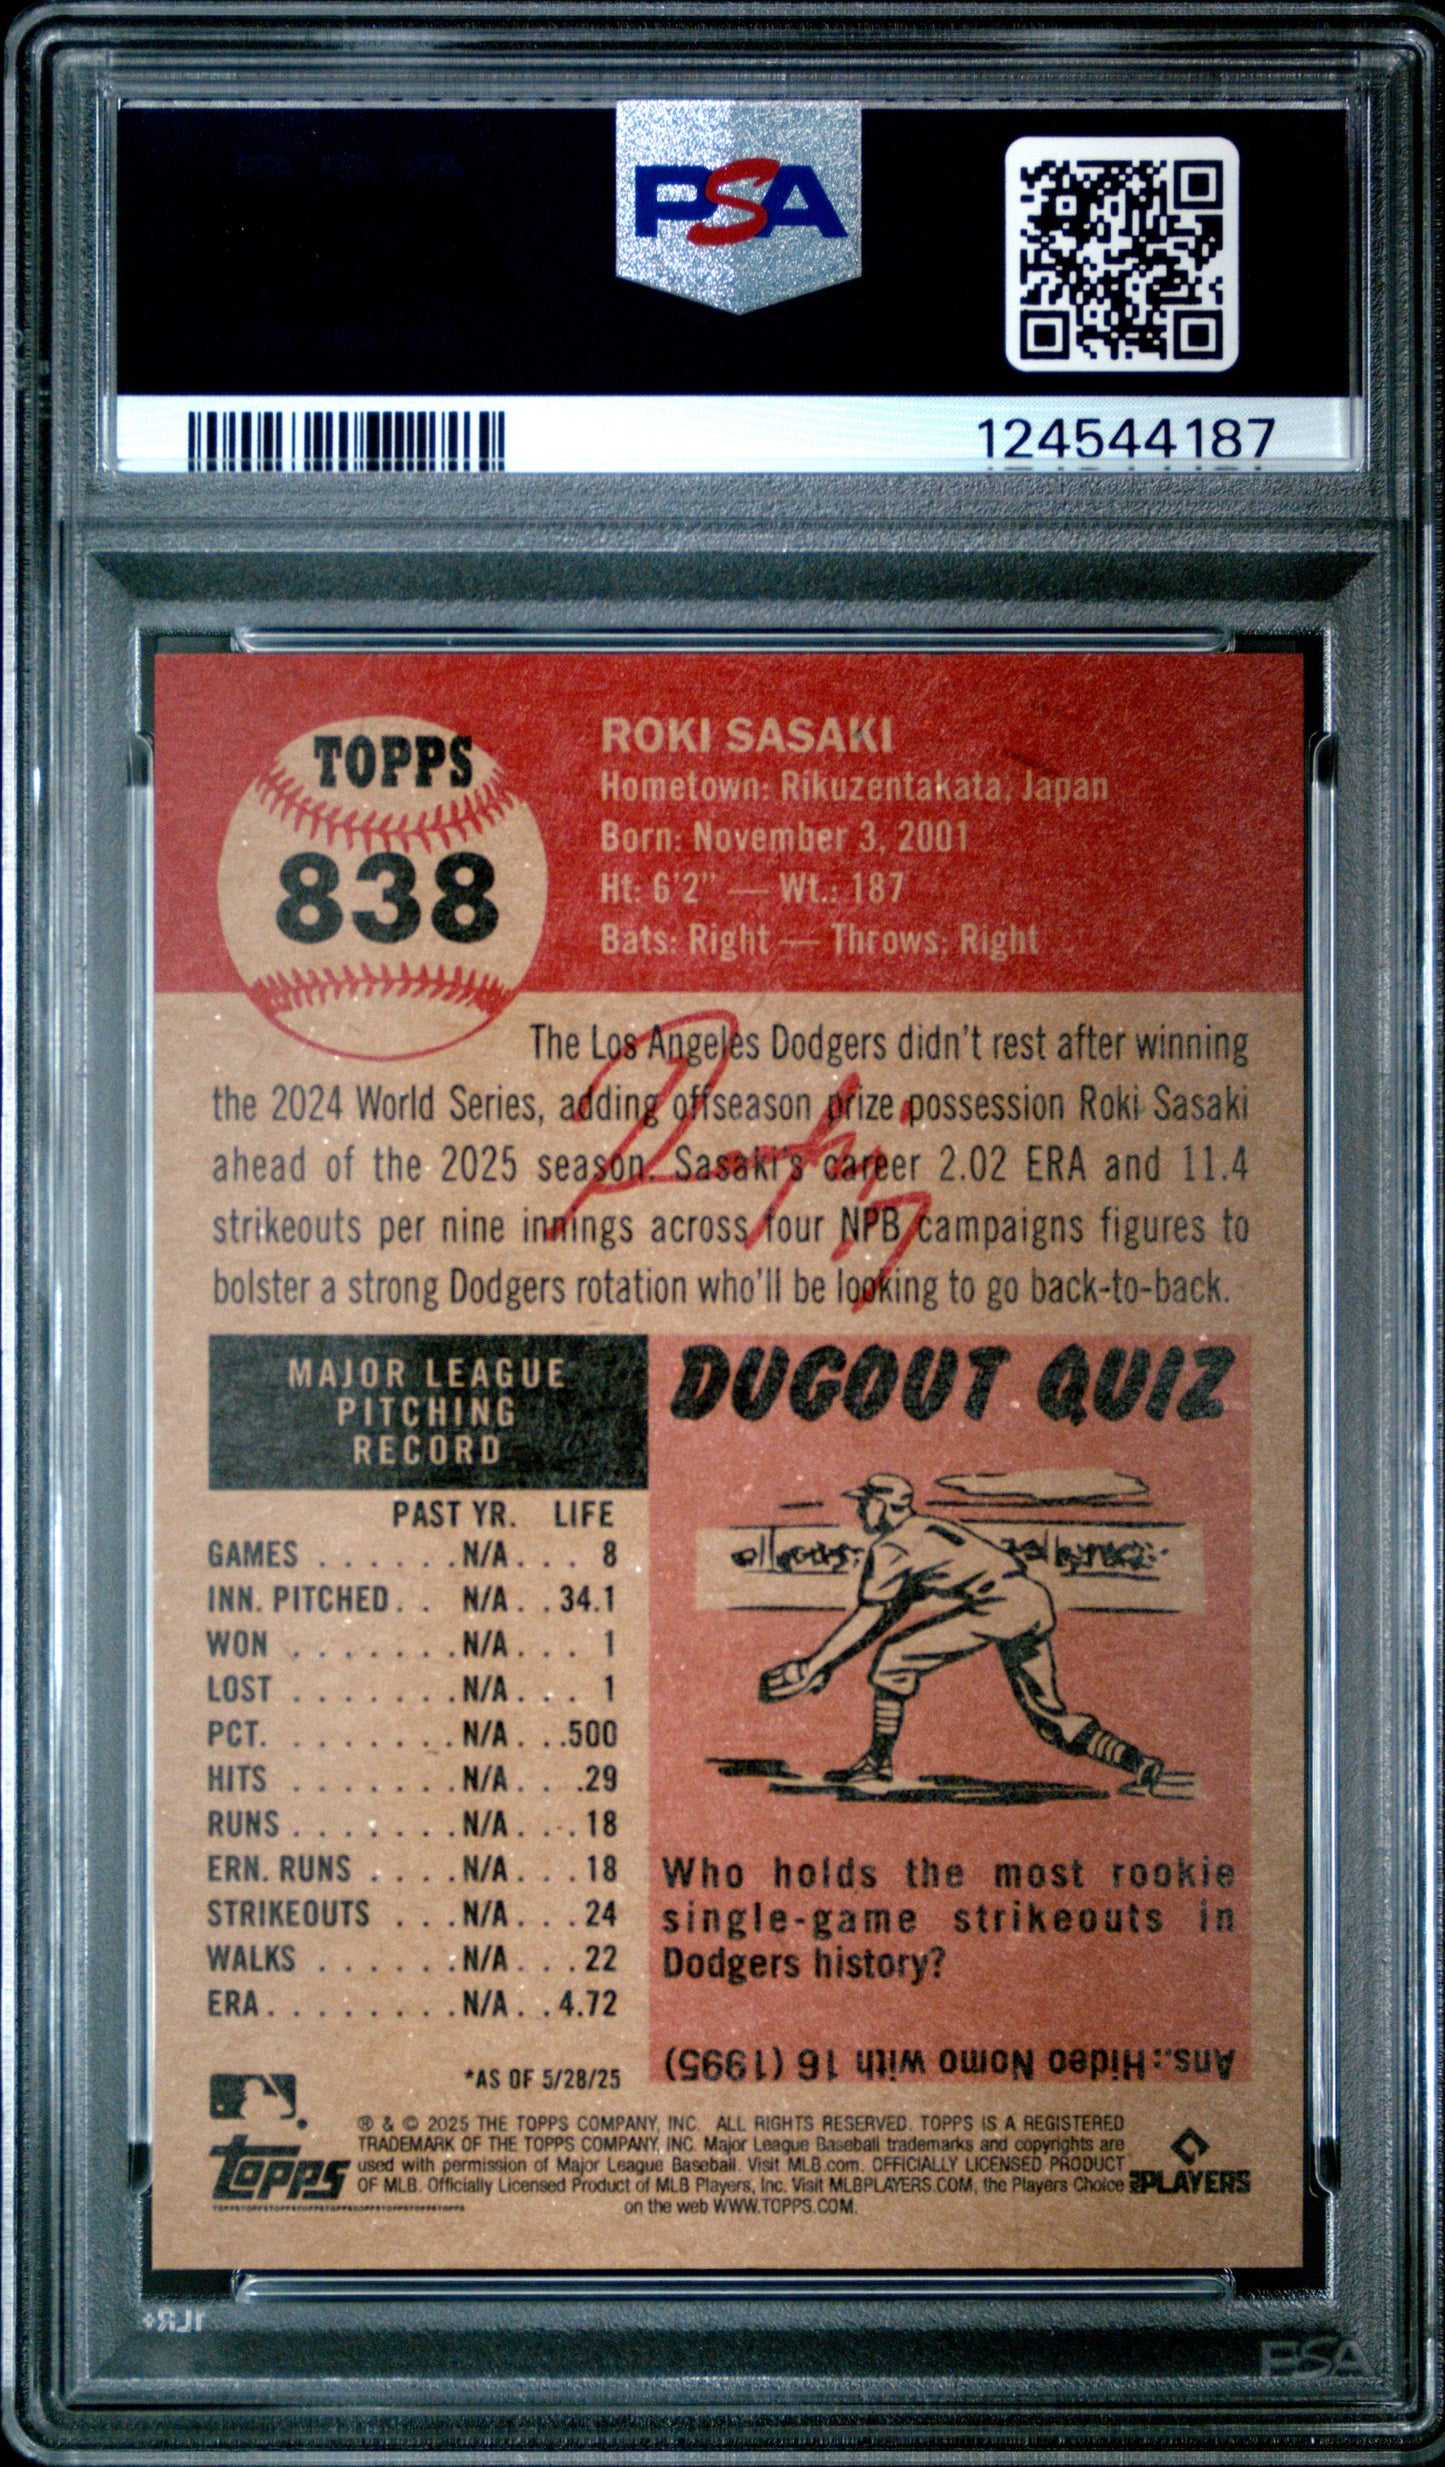 PSA
124544187
TOPPS
838
ROKI SASAKI
Hometown: Rikuzentakata, Japan
Born: November 3, 2001
Ht: 6'2" — Wt.: 187
Bats: Right — Throws: Right
The Los Angeles Dodgers didn't rest after winning
the 2024 World Series, adding offseason prize possession Roki Sasaki
ahead of the 2025 season. Sasaki's career 2.02 ERA and 11.4
strikeouts per nine innings across four NPB campaigns figures to
bolster a strong Dodgers rotation who'll be looking to go back-to-back.
MAJOR LEAGUE
PITCHING
RECORD
PAST YR. LIFE
GAMES . . . . . . N/A . . . 8
INN. PITCHED . . N/A . . 34.1
WON . . . . . . . N/A . . . 1
LOST . . . . . . . N/A . . . 1
PCT. . . . . . . . N/A . . .500
HITS . . . . . . . N/A . . . 29
RUNS . . . . . . . N/A . . . 18
ERN. RUNS . . . . N/A . . . 18
STRIKEOUTS . . . N/A . . . 24
WALKS . . . . . . N/A . . . 22
ERA . . . . . . . . N/A . . 4.72
*AS OF 5/28/25
DUGOUT QUIZ
Who holds the most rookie
single-game strikeouts in
Dodgers history?
Ans.: Hideo Nomo with 16 (1995)
topps
® & © 2025 THE TOPPS COMPANY, INC. ALL RIGHTS RESERVED. TOPPS IS A REGISTERED
TRADEMARK OF THE TOPPS COMPANY, INC. Major League Baseball trademarks and copyrights are
used with permission of Major League Baseball. Visit MLB.com. OFFICIALLY LICENSED PRODUCT
OF MLB. Officially Licensed Product of MLB Players, Inc. Visit MLBPLAYERS.COM, the Players Choice
on the web WWW.TOPPS.COM.
PLAYERS
PSA